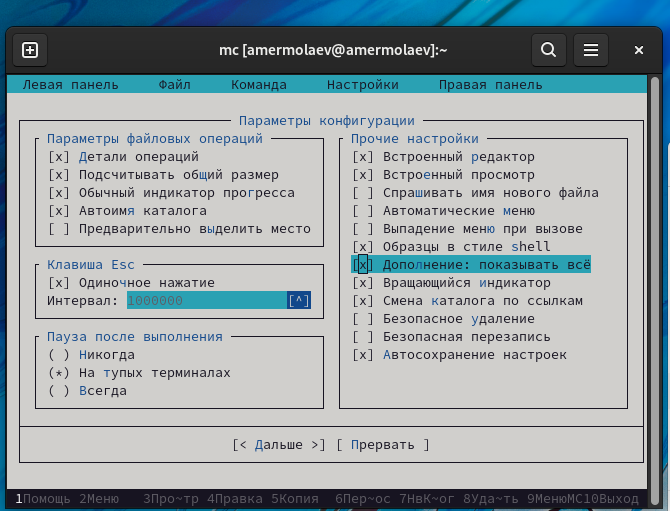 mc [amermolaev@amermolaev]:~
Левая панель Файл Команда Настройки Правая панель
Параметры конфигурации
Параметры файловых операций
[x] Детали операций
[x] Подсчитывать общий размер
[x] Обычный индикатор прогресса
[x] Автоимя каталога
[ ] Предварительно выделить место
Клавиша Esc
[x] Одиночное нажатие
Интервал: 1000000 [^]
Пауза после выполнения
( ) Никогда
(*) На тупых терминалах
( ) Всегда
Прочие настройки
[x] Встроенный редактор
[x] Встроенный просмотр
[ ] Спрашивать имя нового файла
[ ] Автоматические меню
[ ] Выпадение меню при вызове
[x] Образцы в стиле shell
[x] Дополнение: показывать всё
[x] Вращающийся индикатор
[x] Смена каталога по ссылкам
[ ] Безопасное удаление
[ ] Безопасная перезапись
[x] Автосохранение настроек
[< Дальше >] [ Прервать ]
1Помощь 2Меню 3Про~тр 4Правка 5Копия 6Пер~ос 7НвК~ог 8Уда~ть 9МенюMC10Выход